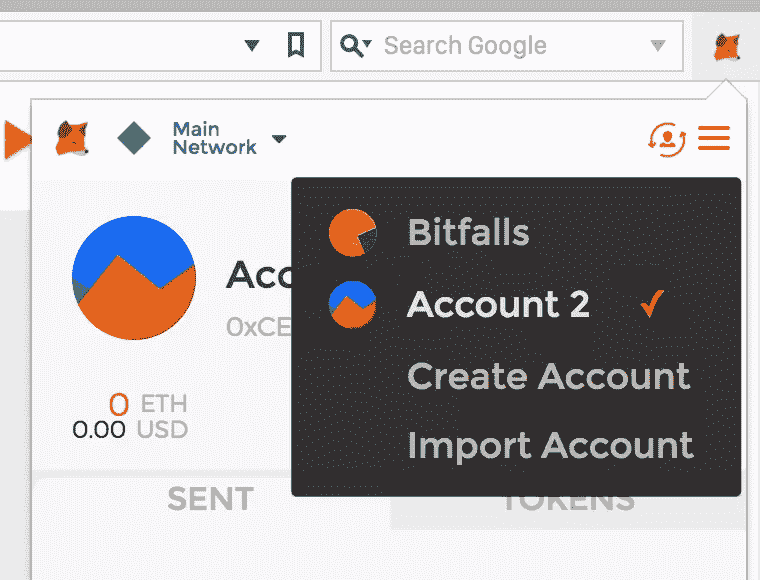 Search Google
Main
Network
Bitfalls
Acc
Account 2
0xCE
Create Account
0 ETH
0.00 USD
Import Account
SENT
TOKENS